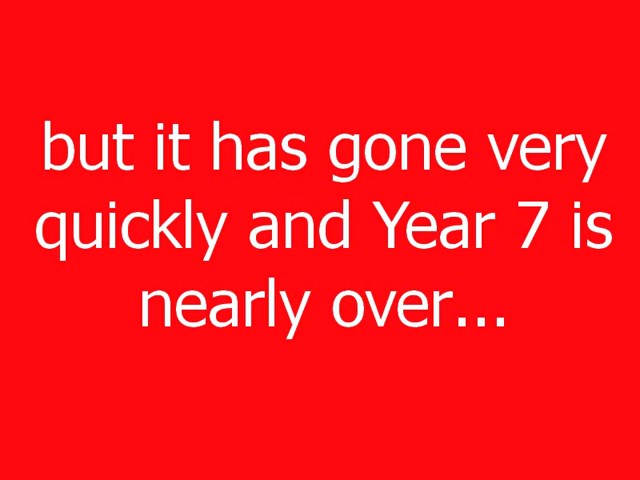 but it has gone very
quickly and Year 7 is
nearly over...